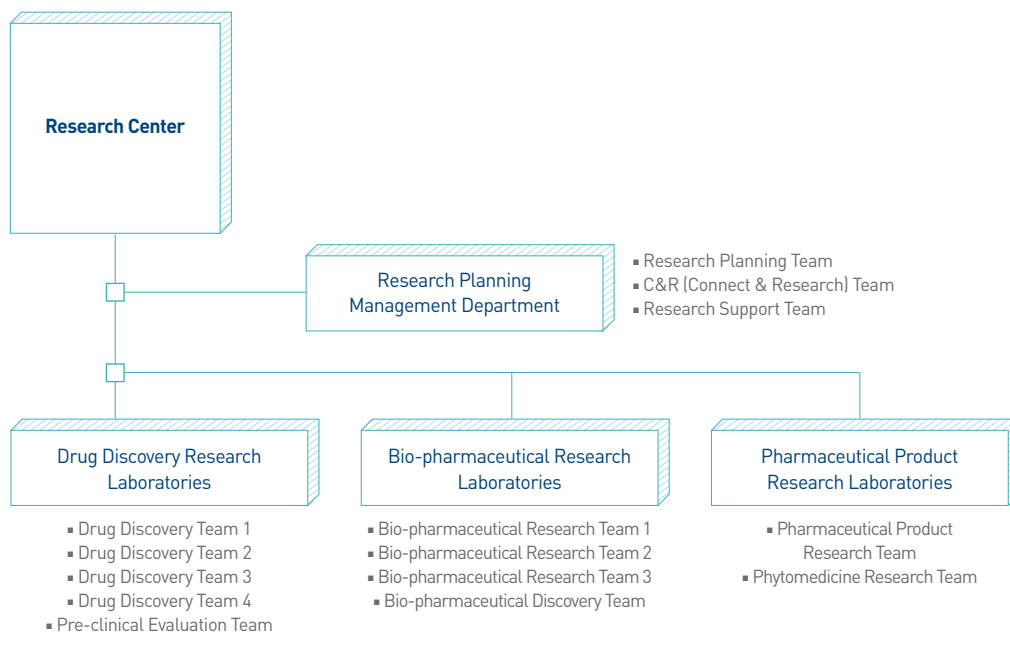 Research Center
Research Planning
Management Department
▪ Research Planning Team
▪ C&R (Connect & Research) Team
▪ Research Support Team
Drug Discovery Research
Laboratories
▪ Drug Discovery Team 1
▪ Drug Discovery Team 2
▪ Drug Discovery Team 3
▪ Drug Discovery Team 4
▪ Pre-clinical Evaluation Team
Bio-pharmaceutical Research
Laboratories
▪ Bio-pharmaceutical Research Team 1
▪ Bio-pharmaceutical Research Team 2
▪ Bio-pharmaceutical Research Team 3
▪ Bio-pharmaceutical Discovery Team
Pharmaceutical Product
Research Laboratories
▪ Pharmaceutical Product
Research Team
▪ Phytomedicine Research Team